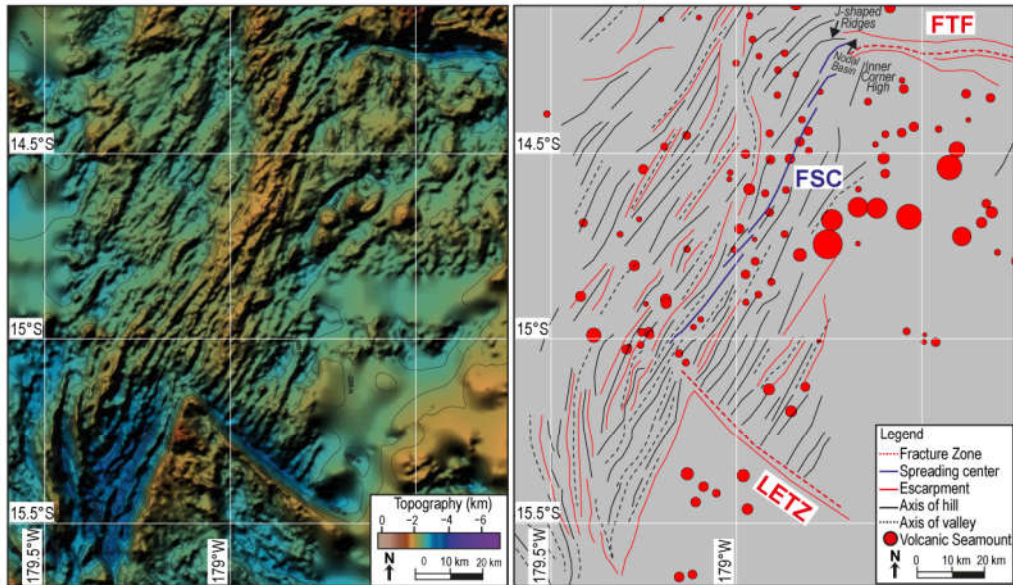 14.5°S
15°S
15.5°S
179.5°W
179°W
Topography (km)
0 -2 -4 -6
N
0 10 km 20 km
J-shaped
Ridges
FTF
Nodal
Basin
Inner
Corner
High
14.5°S
FSC
15°S
LETZ
15.5°S
179.5°W
179°W
Legend
Fracture Zone
Spreading center
Escarpment
Axis of hill
Axis of valley
Volcanic Seamount
N
0 10 km 20 km